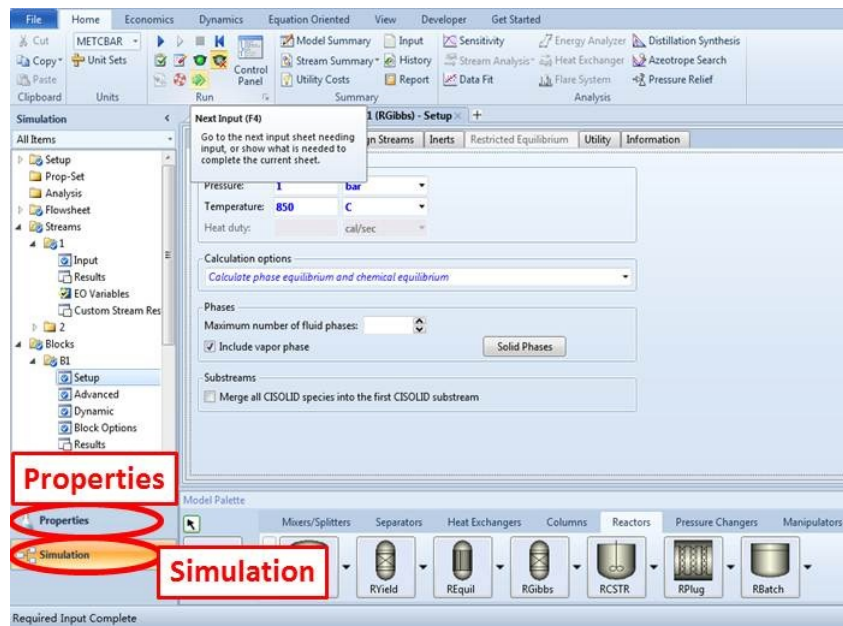 File Home Economics Dynamics Equation Oriented View Developer Get Started
Cut METCBAR Model Summary Input Sensitivity Energy Analyzer Distillation Synthesis
Copy Unit Sets Control Panel Stream Summary History Stream Analysis Heat Exchanger Azeotrope Search
Paste Utility Costs Report Data Fit Flare System Pressure Relief
Clipboard Units Run Summary Analysis
Simulation 1 (RGibbs) - Setup
Next Input (F4)
Go to the next input sheet needing
input, or show what is needed to
complete the current sheet.
All Items gn Streams Inerts Restricted Equilibrium Utility Information
Setup
Prop-Set
Analysis
Flowsheet
Streams
1
Input
Results
EO Variables
Custom Stream Res
2
Blocks
B1
Setup
Advanced
Dynamic
Block Options
Results
Pressure: 1 bar
Temperature: 850 C
Heat duty: cal/sec
Calculation options
Calculate phase equilibrium and chemical equilibrium
Phases
Maximum number of fluid phases:
Include vapor phase Solid Phases
Substreams
Merge all CISOLID species into the first CISOLID substream
Properties
Model Palette
Properties
Mixers/Splitters Separators Heat Exchangers Columns Reactors Pressure Changers Manipulators
Simulation
Simulation
RYield REquil RGibbs RCSTR RPlug RBatch
Required Input Complete